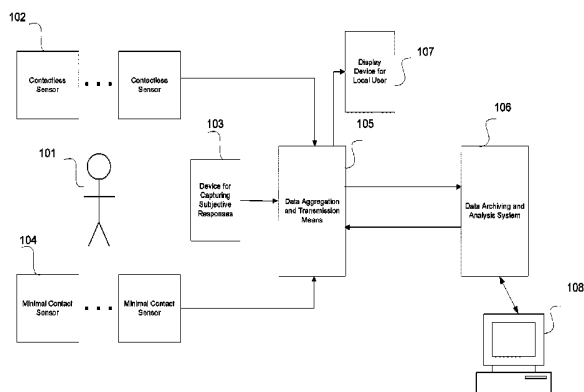 102
107
Contactless
Sensor
Contactless
Sensor
Display
Device for
Local User
103
105
106
101
Device for
Capturing
Subjective
Responses
Data Aggregation
and Transmission
Means
Data Archiving and
Analysis System
104
Minimal Contact
Sensor
Minimal Contact
Sensor
108